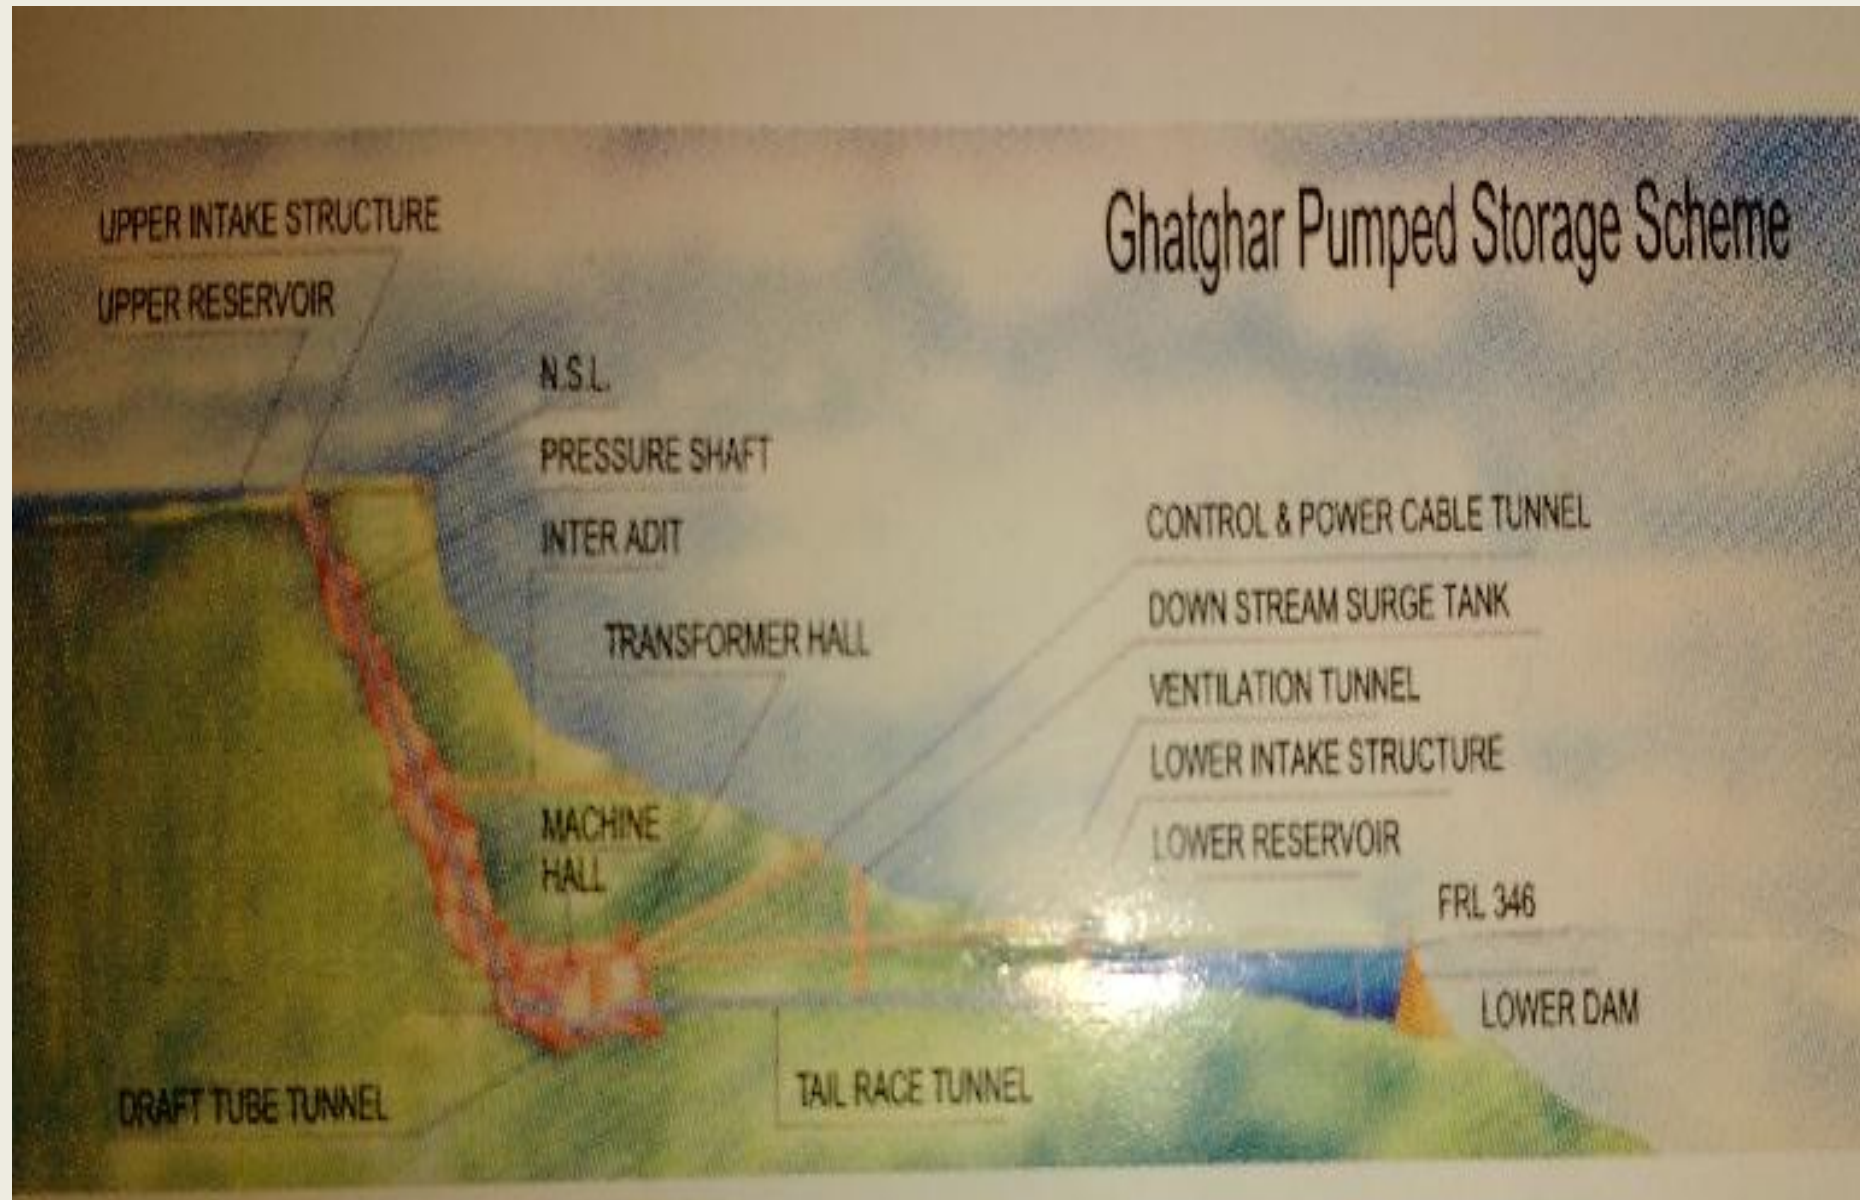 Ghatghar Pumped Storage Scheme
UPPER INTAKE STRUCTURE
UPPER RESERVOIR
N.S.L.
PRESSURE SHAFT
INTER ADIT
TRANSFORMER HALL
MACHINE
HALL
CONTROL & POWER CABLE TUNNEL
DOWN STREAM SURGE TANK
VENTILATION TUNNEL
LOWER INTAKE STRUCTURE
LOWER RESERVOIR
FRL 346
LOWER DAM
DRAFT TUBE TUNNEL
TAIL RACE TUNNEL